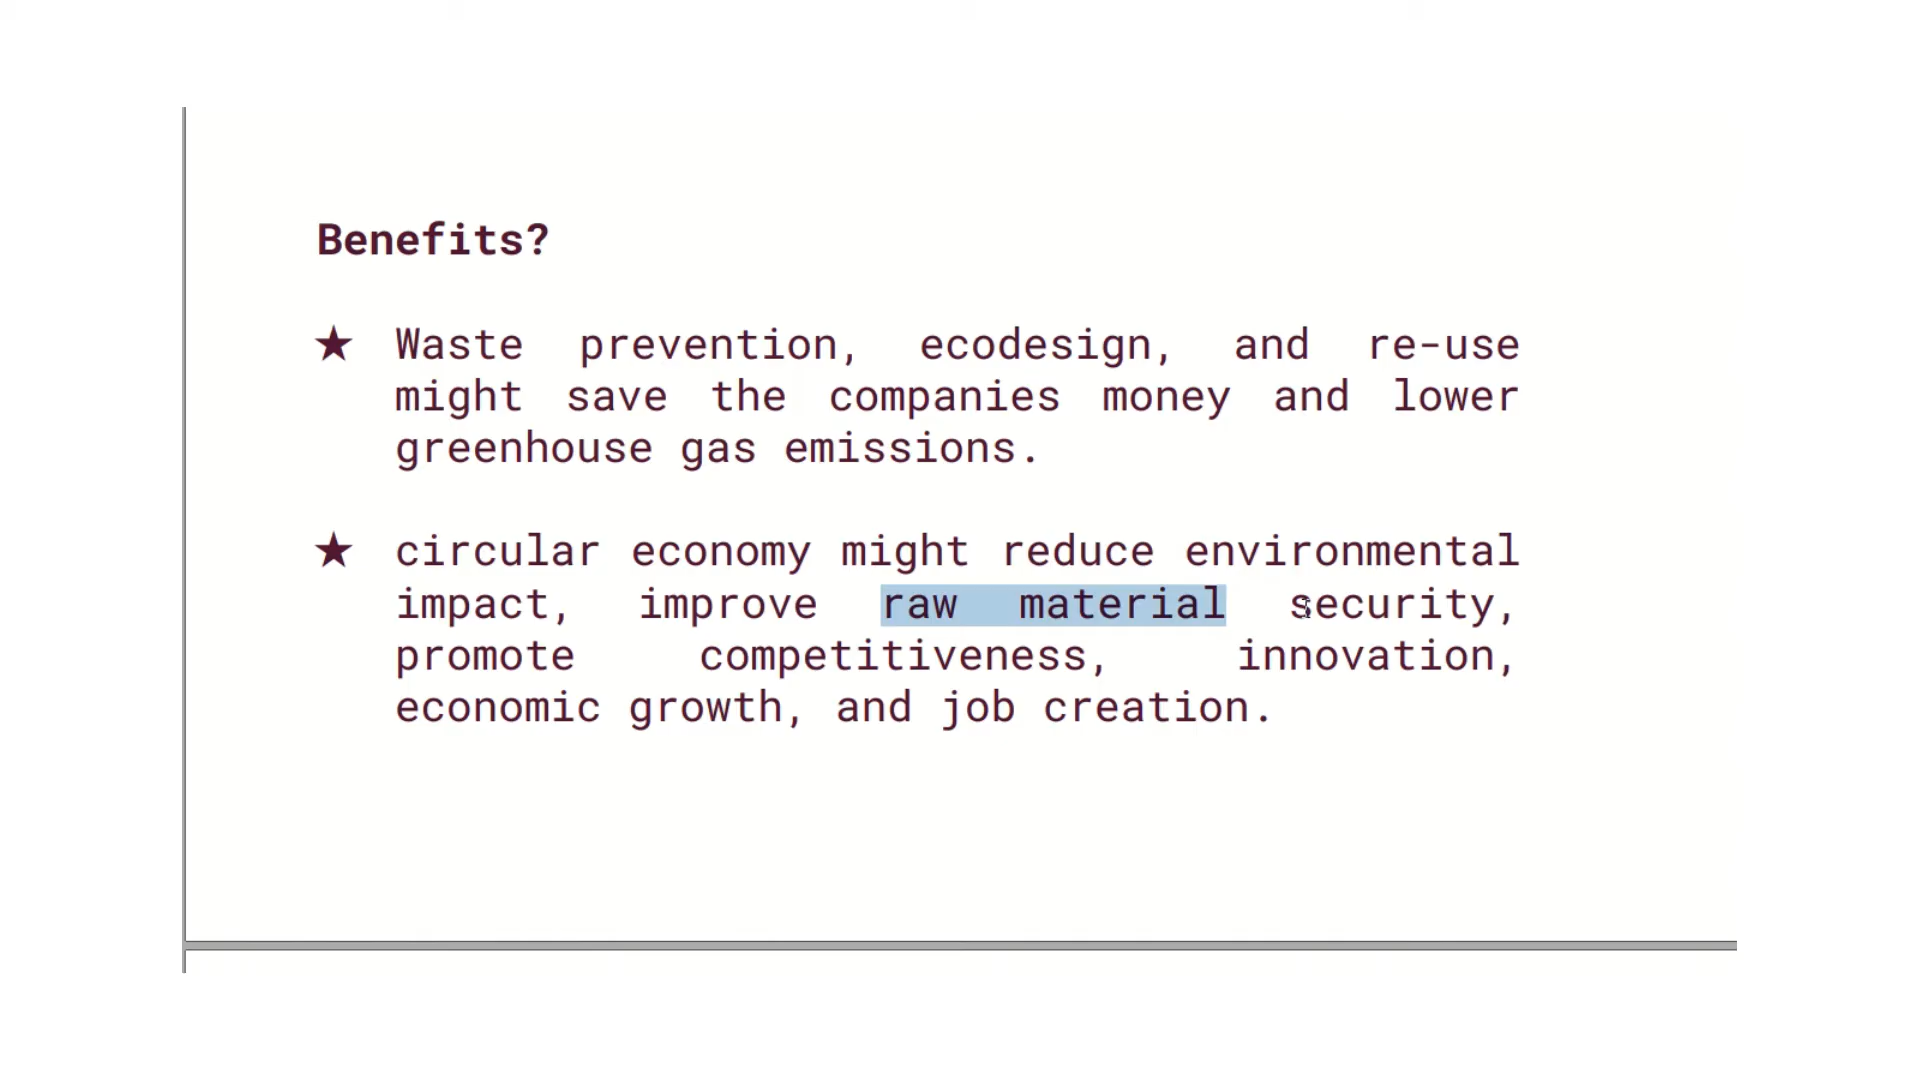 Benefits?
★ Waste prevention, ecodesign, and re-use
might save the companies money and lower
greenhouse gas emissions.
★ circular economy might reduce environmental
impact, improve raw material security,
promote competitiveness, innovation,
economic growth, and job creation.